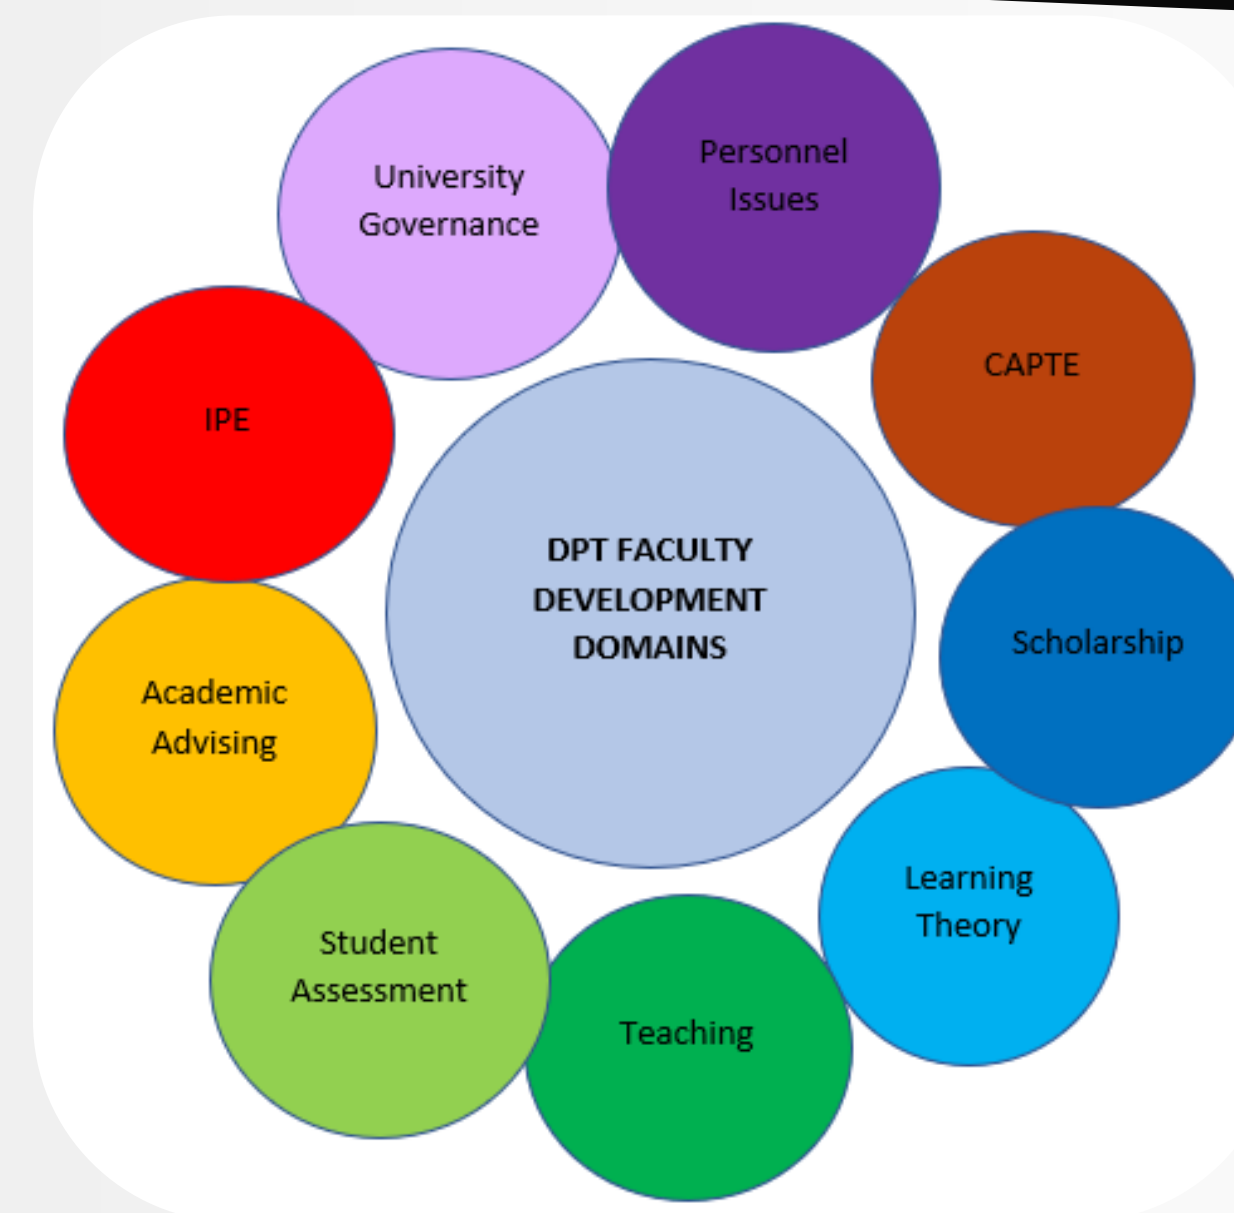 University
Governance
Personnel
Issues
CAPTE
IPE
DPT FACULTY
DEVELOPMENT
DOMAINS
Scholarship
Academic
Advising
Learning
Theory
Student
Assessment
Teaching